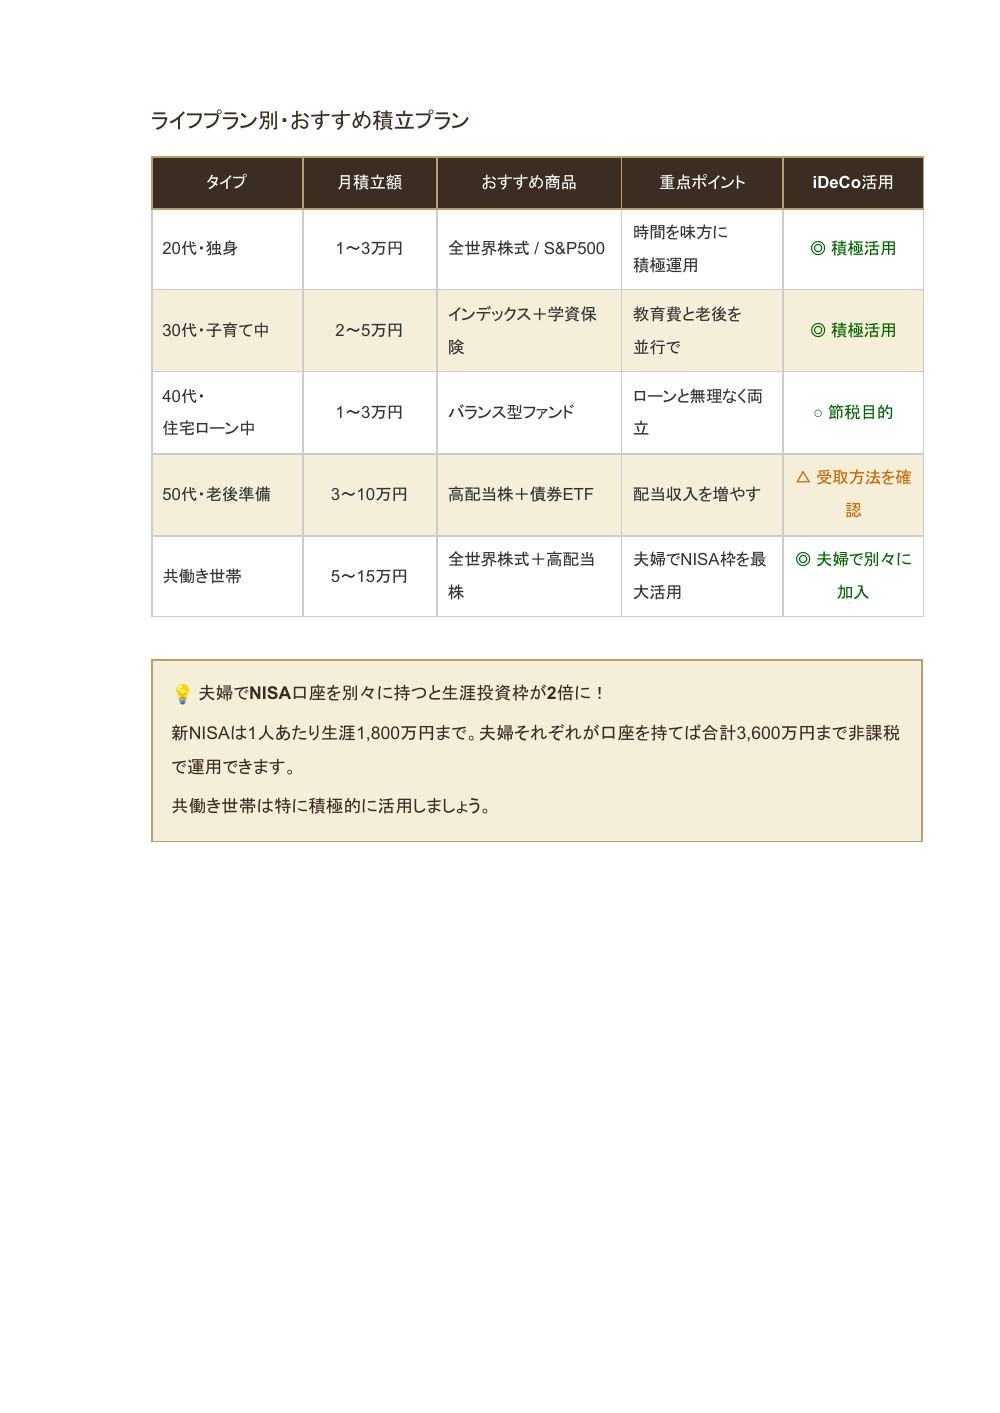 ライフプラン別・おすすめ積立プラン
タイプ 月積立額 おすすめ商品 重点ポイント iDeCo活用
20代・独身 1〜3万円 全世界株式 / S&P500 時間を味方に
積極運用 ◎ 積極活用
30代・子育て中 2〜5万円 インデックス＋学資保
険 教育費と老後を
並行で ◎ 積極活用
40代・
住宅ローン中 1〜3万円 バランス型ファンド ローンと無理なく両
立 ○ 節税目的
50代・老後準備 3〜10万円 高配当株＋債券ETF 配当収入を増やす △ 受取方法を確
認
共働き世帯 5〜15万円 全世界株式＋高配当
株 夫婦でNISA枠を最
大活用 ◎ 夫婦で別々に
加入
💡 夫婦でNISA口座を別々に持つと生涯投資枠が2倍に！
新NISAは1人あたり生涯1,800万円まで。夫婦それぞれが口座を持てば合計3,600万円まで非課税
で運用できます。
共働き世帯は特に積極的に活用しましょう。